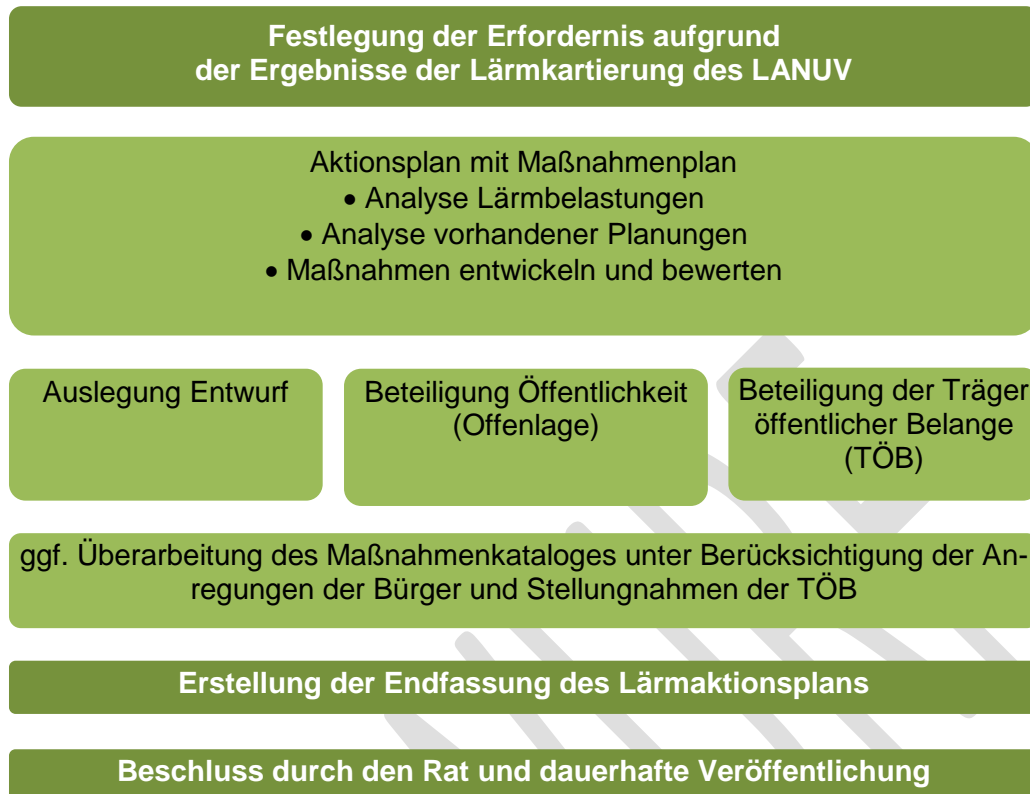 Festlegung der Erfordernis aufgrund
der Ergebnisse der Lärmkartierung des LANUV
Aktionsplan mit Maßnahmenplan
• Analyse Lärmbelastungen
• Analyse vorhandener Planungen
• Maßnahmen entwickeln und bewerten
Auslegung Entwurf
Beteiligung Öffentlichkeit
(Offenlage)
Beteiligung der Träger
öffentlicher Belange
(TÖB)
ggf. Überarbeitung des Maßnahmenkataloges unter Berücksichtigung der An-
regungen der Bürger und Stellungnahmen der TÖB
Erstellung der Endfassung des Lärmaktionsplans
Beschluss durch den Rat und dauerhafte Veröffentlichung